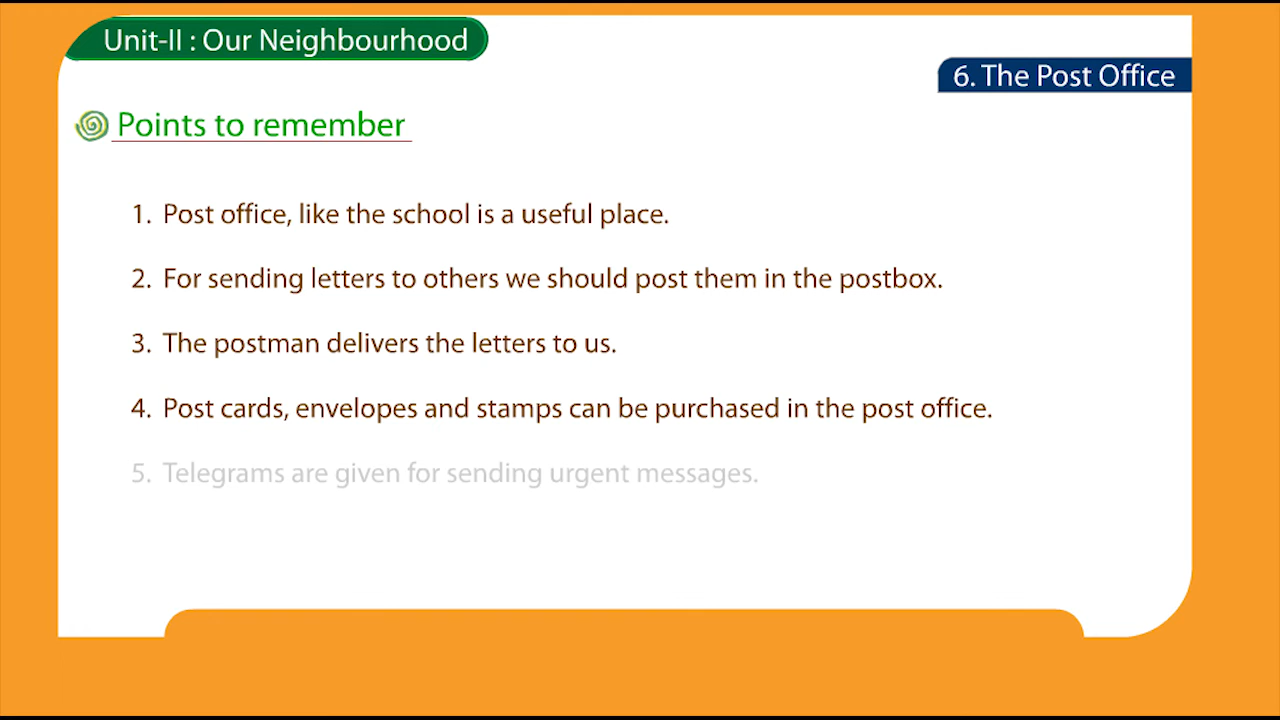 Unit-II : Our Neighbourhood
6. The Post Office
Points to remember
1. Post office, like the school is a useful place.
2. For sending letters to others we should post them in the postbox.
3. The postman delivers the letters to us.
4. Post cards, envelopes and stamps can be purchased in the post office.
5. Telegrams are given for sending urgent messages.